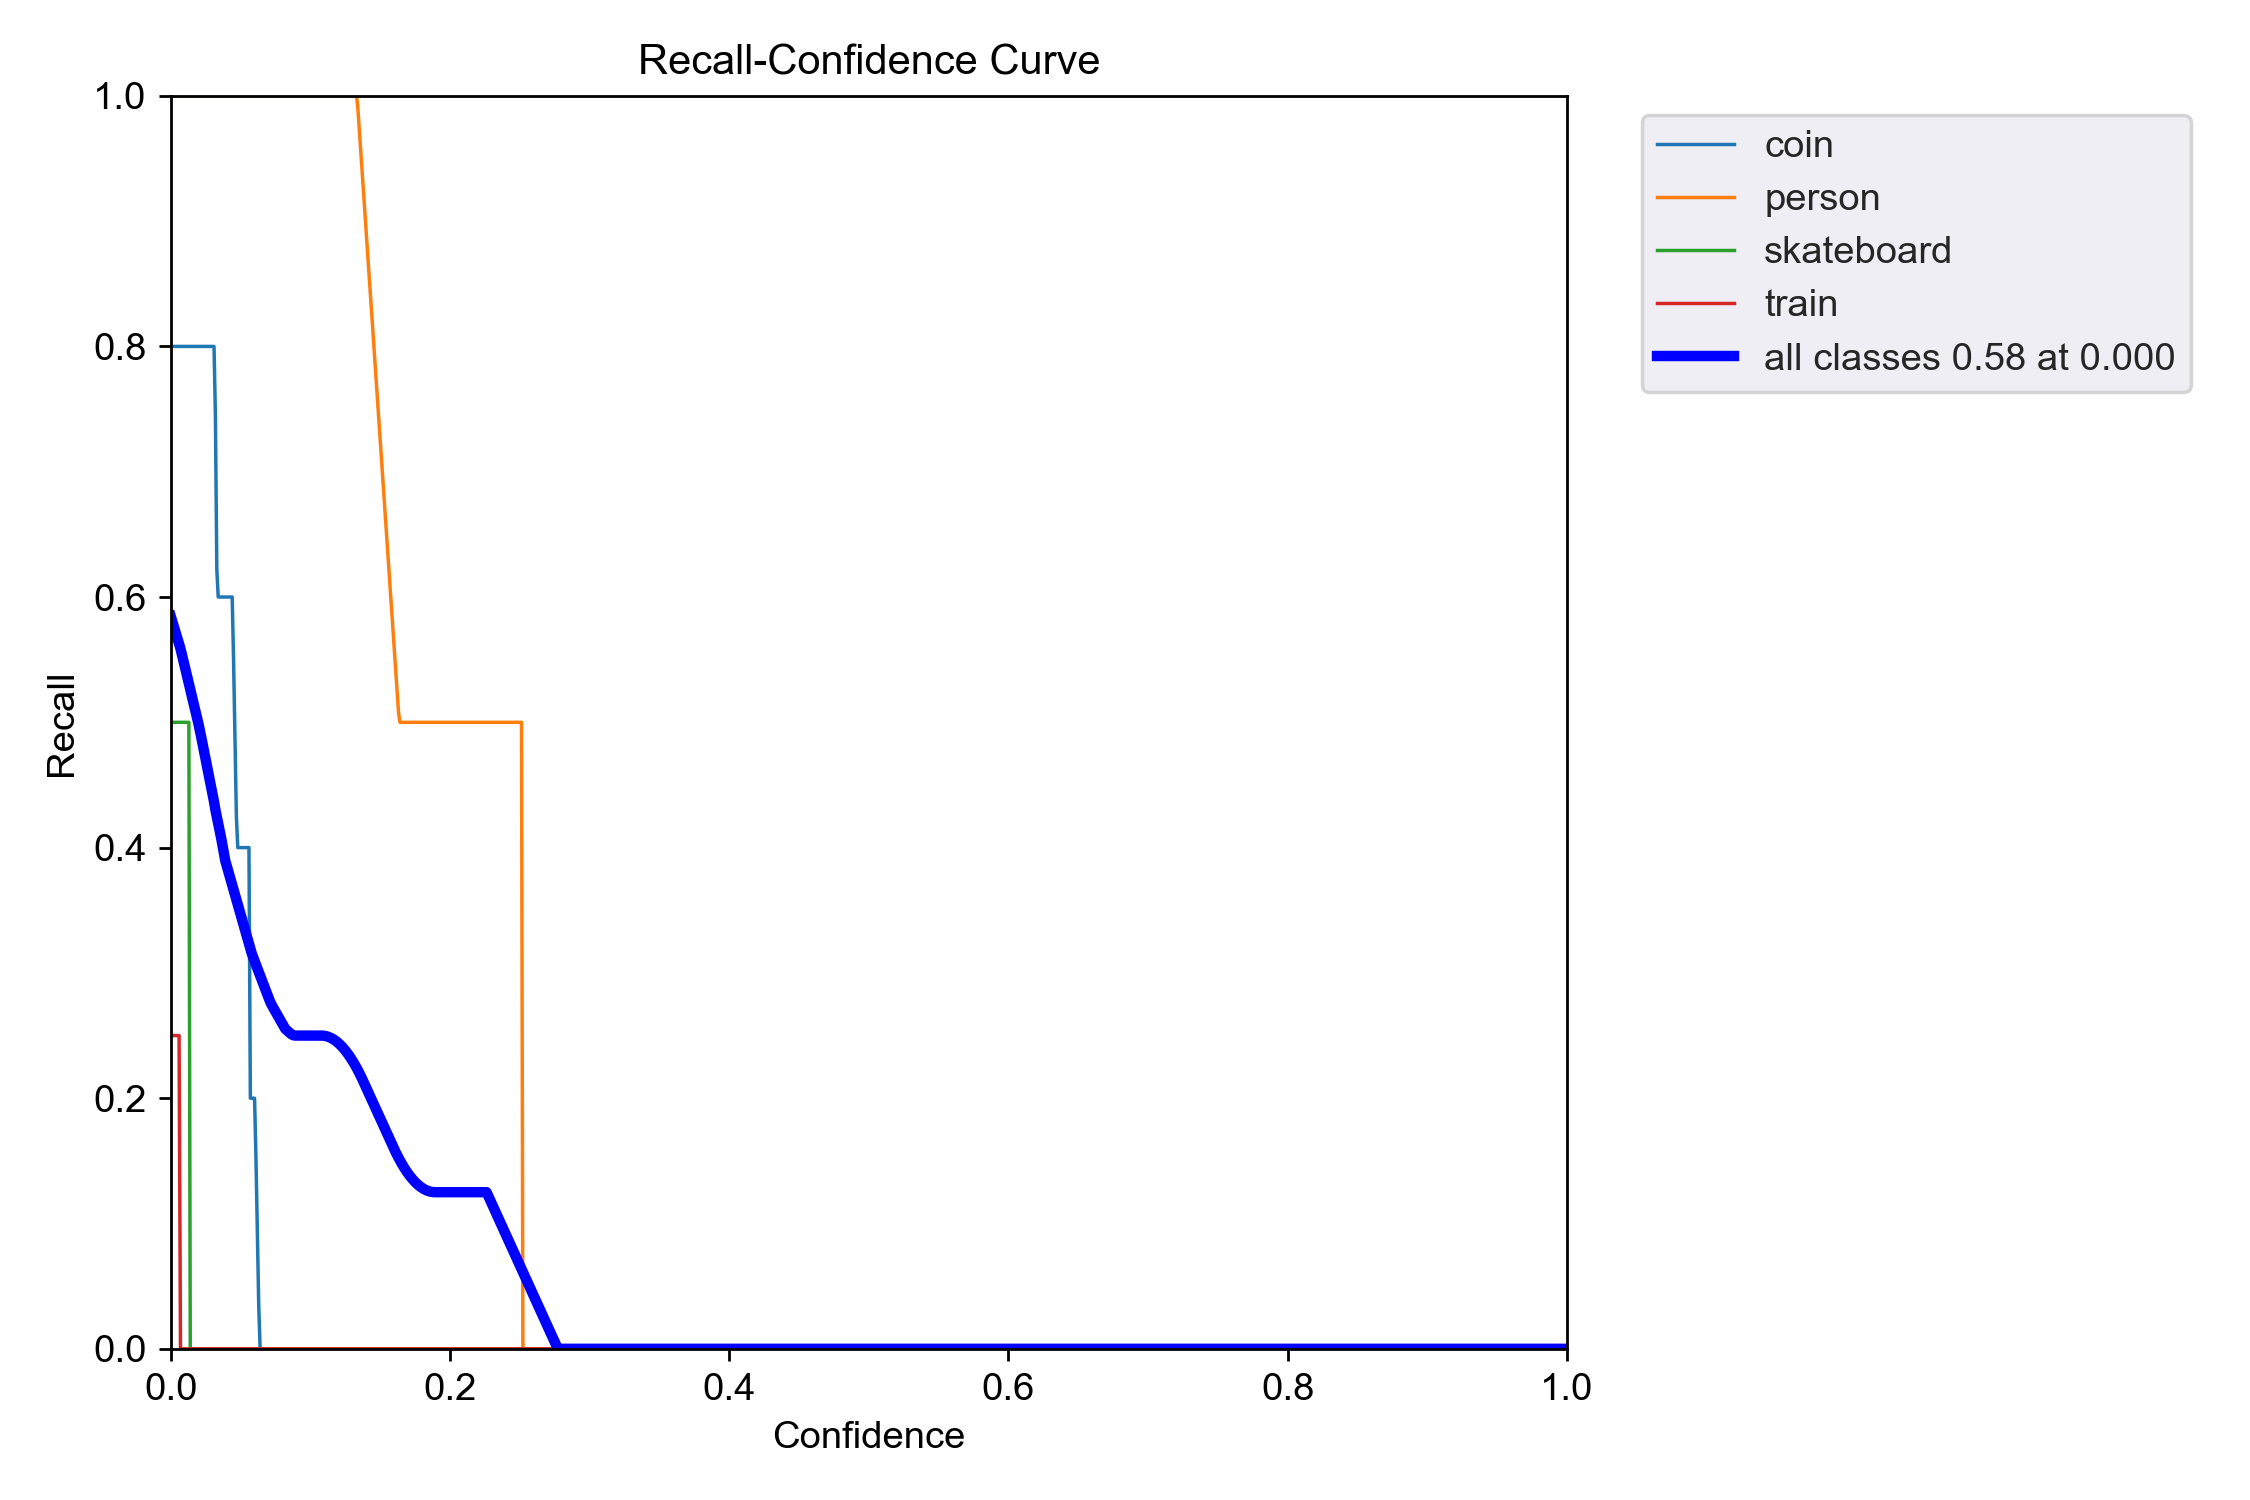 Recall-Confidence Curve
1.0
0.8
0.6
0.4
0.2
0.0
Recall
0.0 0.2 0.4 0.6 0.8 1.0
Confidence
coin
person
skateboard
train
all classes 0.58 at 0.000